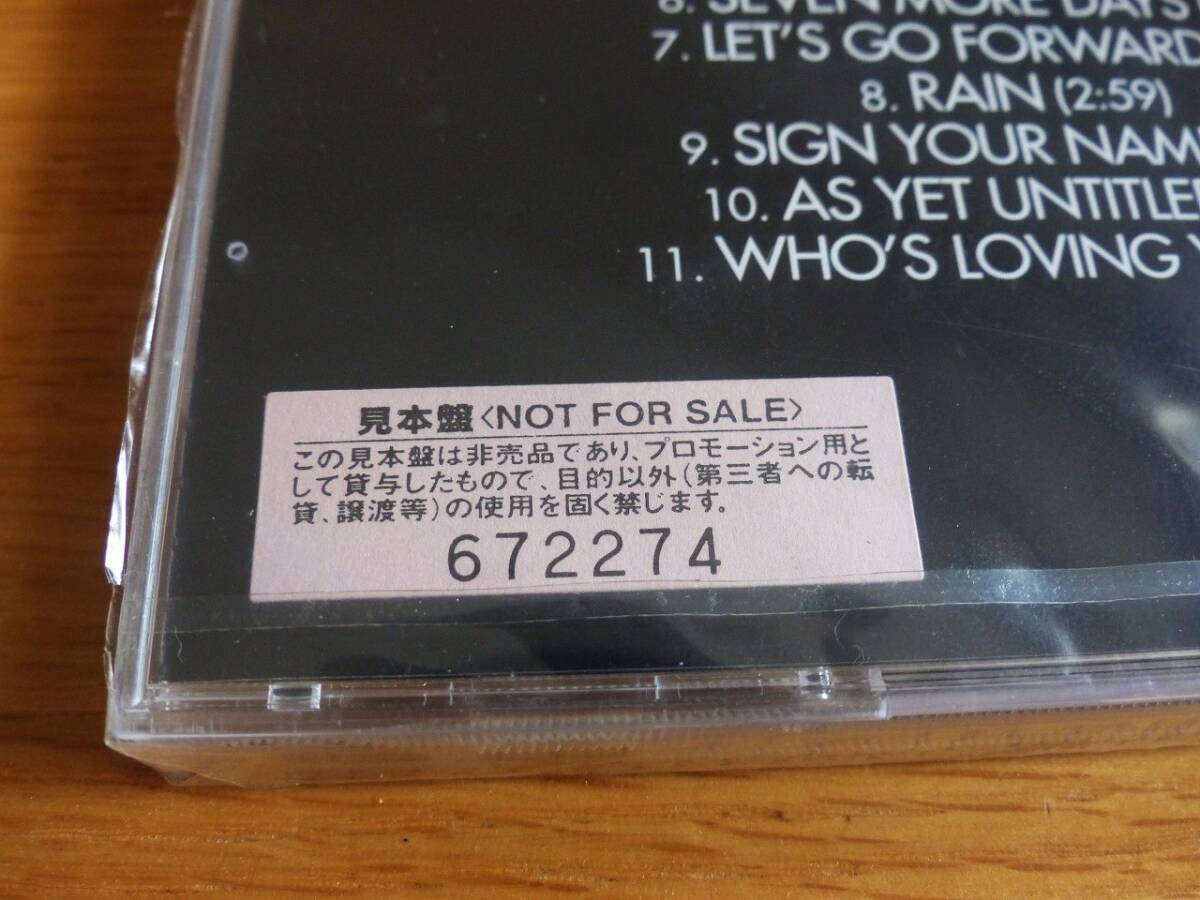 6. SEVEN MORE DAYS
7. LET'S GO FORWARD
8. RAIN (2:59)
9. SIGN YOUR NAM
10. AS YET UNTITLE
11. WHO'S LOVING
見本盤〈NOT FOR SALE〉
この見本盤は非売品であり、プロモーション用と
して貸与したもので、目的以外(第三者への転
貸、譲渡等)の使用を固く禁じます。
672274